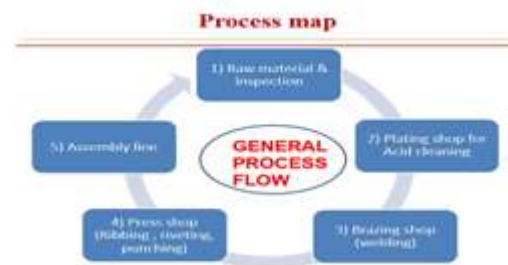 Process map
1) Raw material &
Inspection
2) Plating shop for
Acid cleaning
3) Brazing shop
(welding)
4) Press shop
(Ribbing , riveting,
punching)
5) Assembly line
GENERAL
PROCESS
FLOW